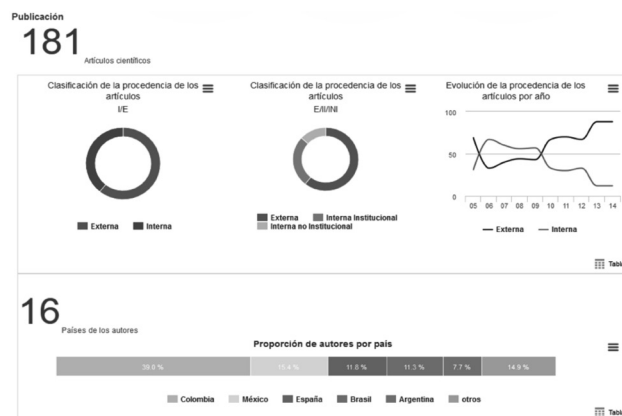 Publicación
181
Artículos científicos
Clasificación de la procedencia de los
artículos
I/E
Externa
Interna
Clasificación de la procedencia de los
artículos
E/II/INI
Externa
Interna Institucional
Interna no Institucional
Evolución de la procedencia de los
artículos por año
100
50
0
05 06 07 08 09 10 11 12 13 14
Externa
Interna
Tabla
16
Países de los autores
Proporción de autores por país
11.8 %
11.3 %
7.7 %
14.9 %
Colombia
México
España
Brasil
Argentina
otros